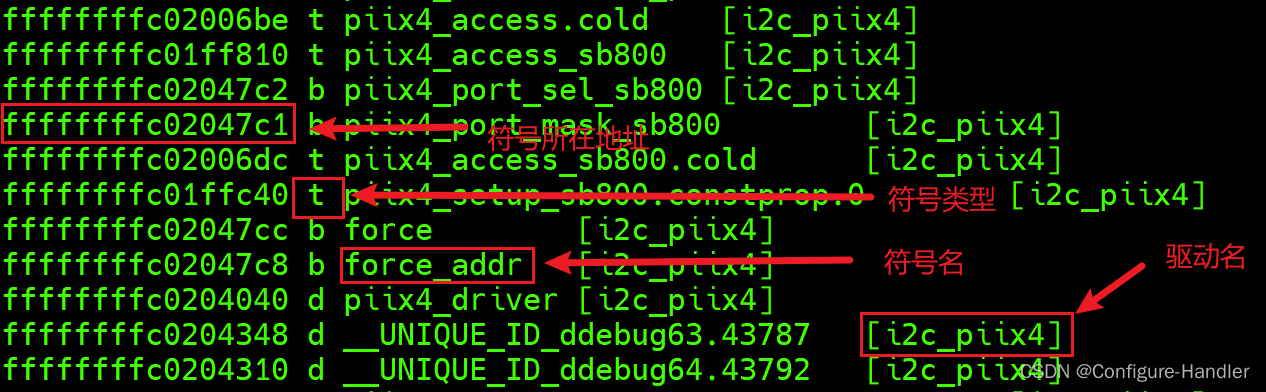 ffffffffc02006be t piix4_access.cold [i2c_piix4]
ffffffffc01ff810 t piix4_access_sb800 [i2c_piix4]
ffffffffc02047c2 b piix4_port_sel_sb800 [i2c_piix4]
ffffffffc02047c1 b piix4_port_mask_sb800 [i2c_piix4]
符号所在地址
ffffffffc02006dc t piix4_access_sb800.cold [i2c_piix4]
ffffffffc01ffc40 t piix4_setup_sb800.constprop.0 [i2c_piix4]
符号类型
ffffffffc02047cc b force [i2c_piix4]
ffffffffc02047c8 b force_addr [i2c_piix4]
符号名
驱动名
ffffffffc0204040 d piix4_driver [i2c_piix4]
ffffffffc0204348 d __UNIQUE_ID_ddebug63.43787 [i2c_piix4]
ffffffffc0204310 d __UNIQUE_ID_ddebug64.43792 [i2c_piix4]
CSDN @Configure-Handler